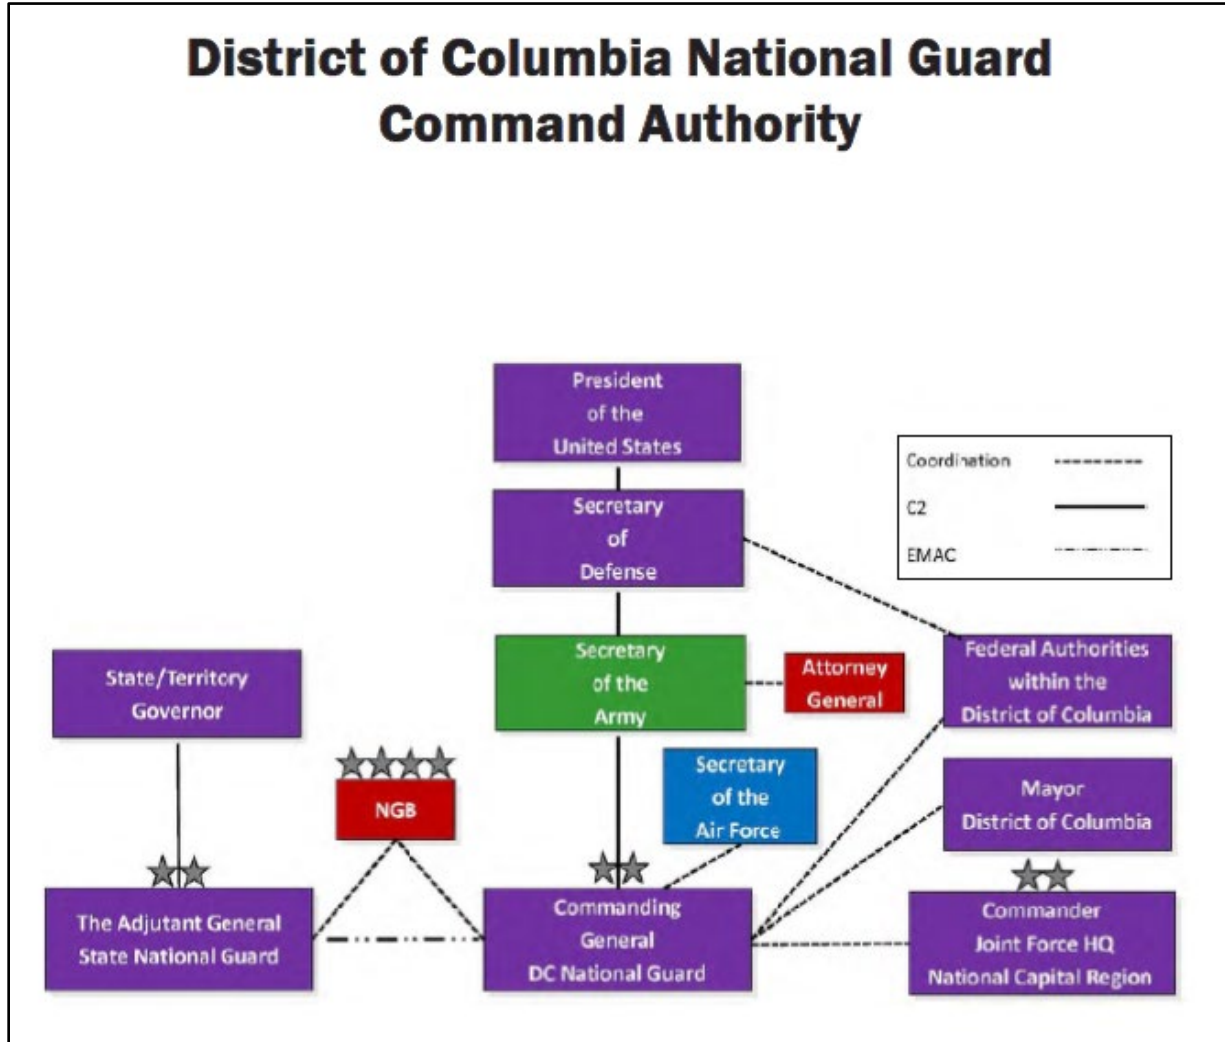 District of Columbia National Guard
Command Authority
President
of the
United States
Coordination
C2
EMAC
Secretary
of
Defense
Secretary
of the
Army
Attorney
General
Federal Authorities
within the
District of Columbia
State/Territory
Governor
NGB
Secretary
of the
Air Force
Mayor
District of Columbia
The Adjutant General
State National Guard
Commanding
General
DC National Guard
Commander
Joint Force HQ
National Capital Region